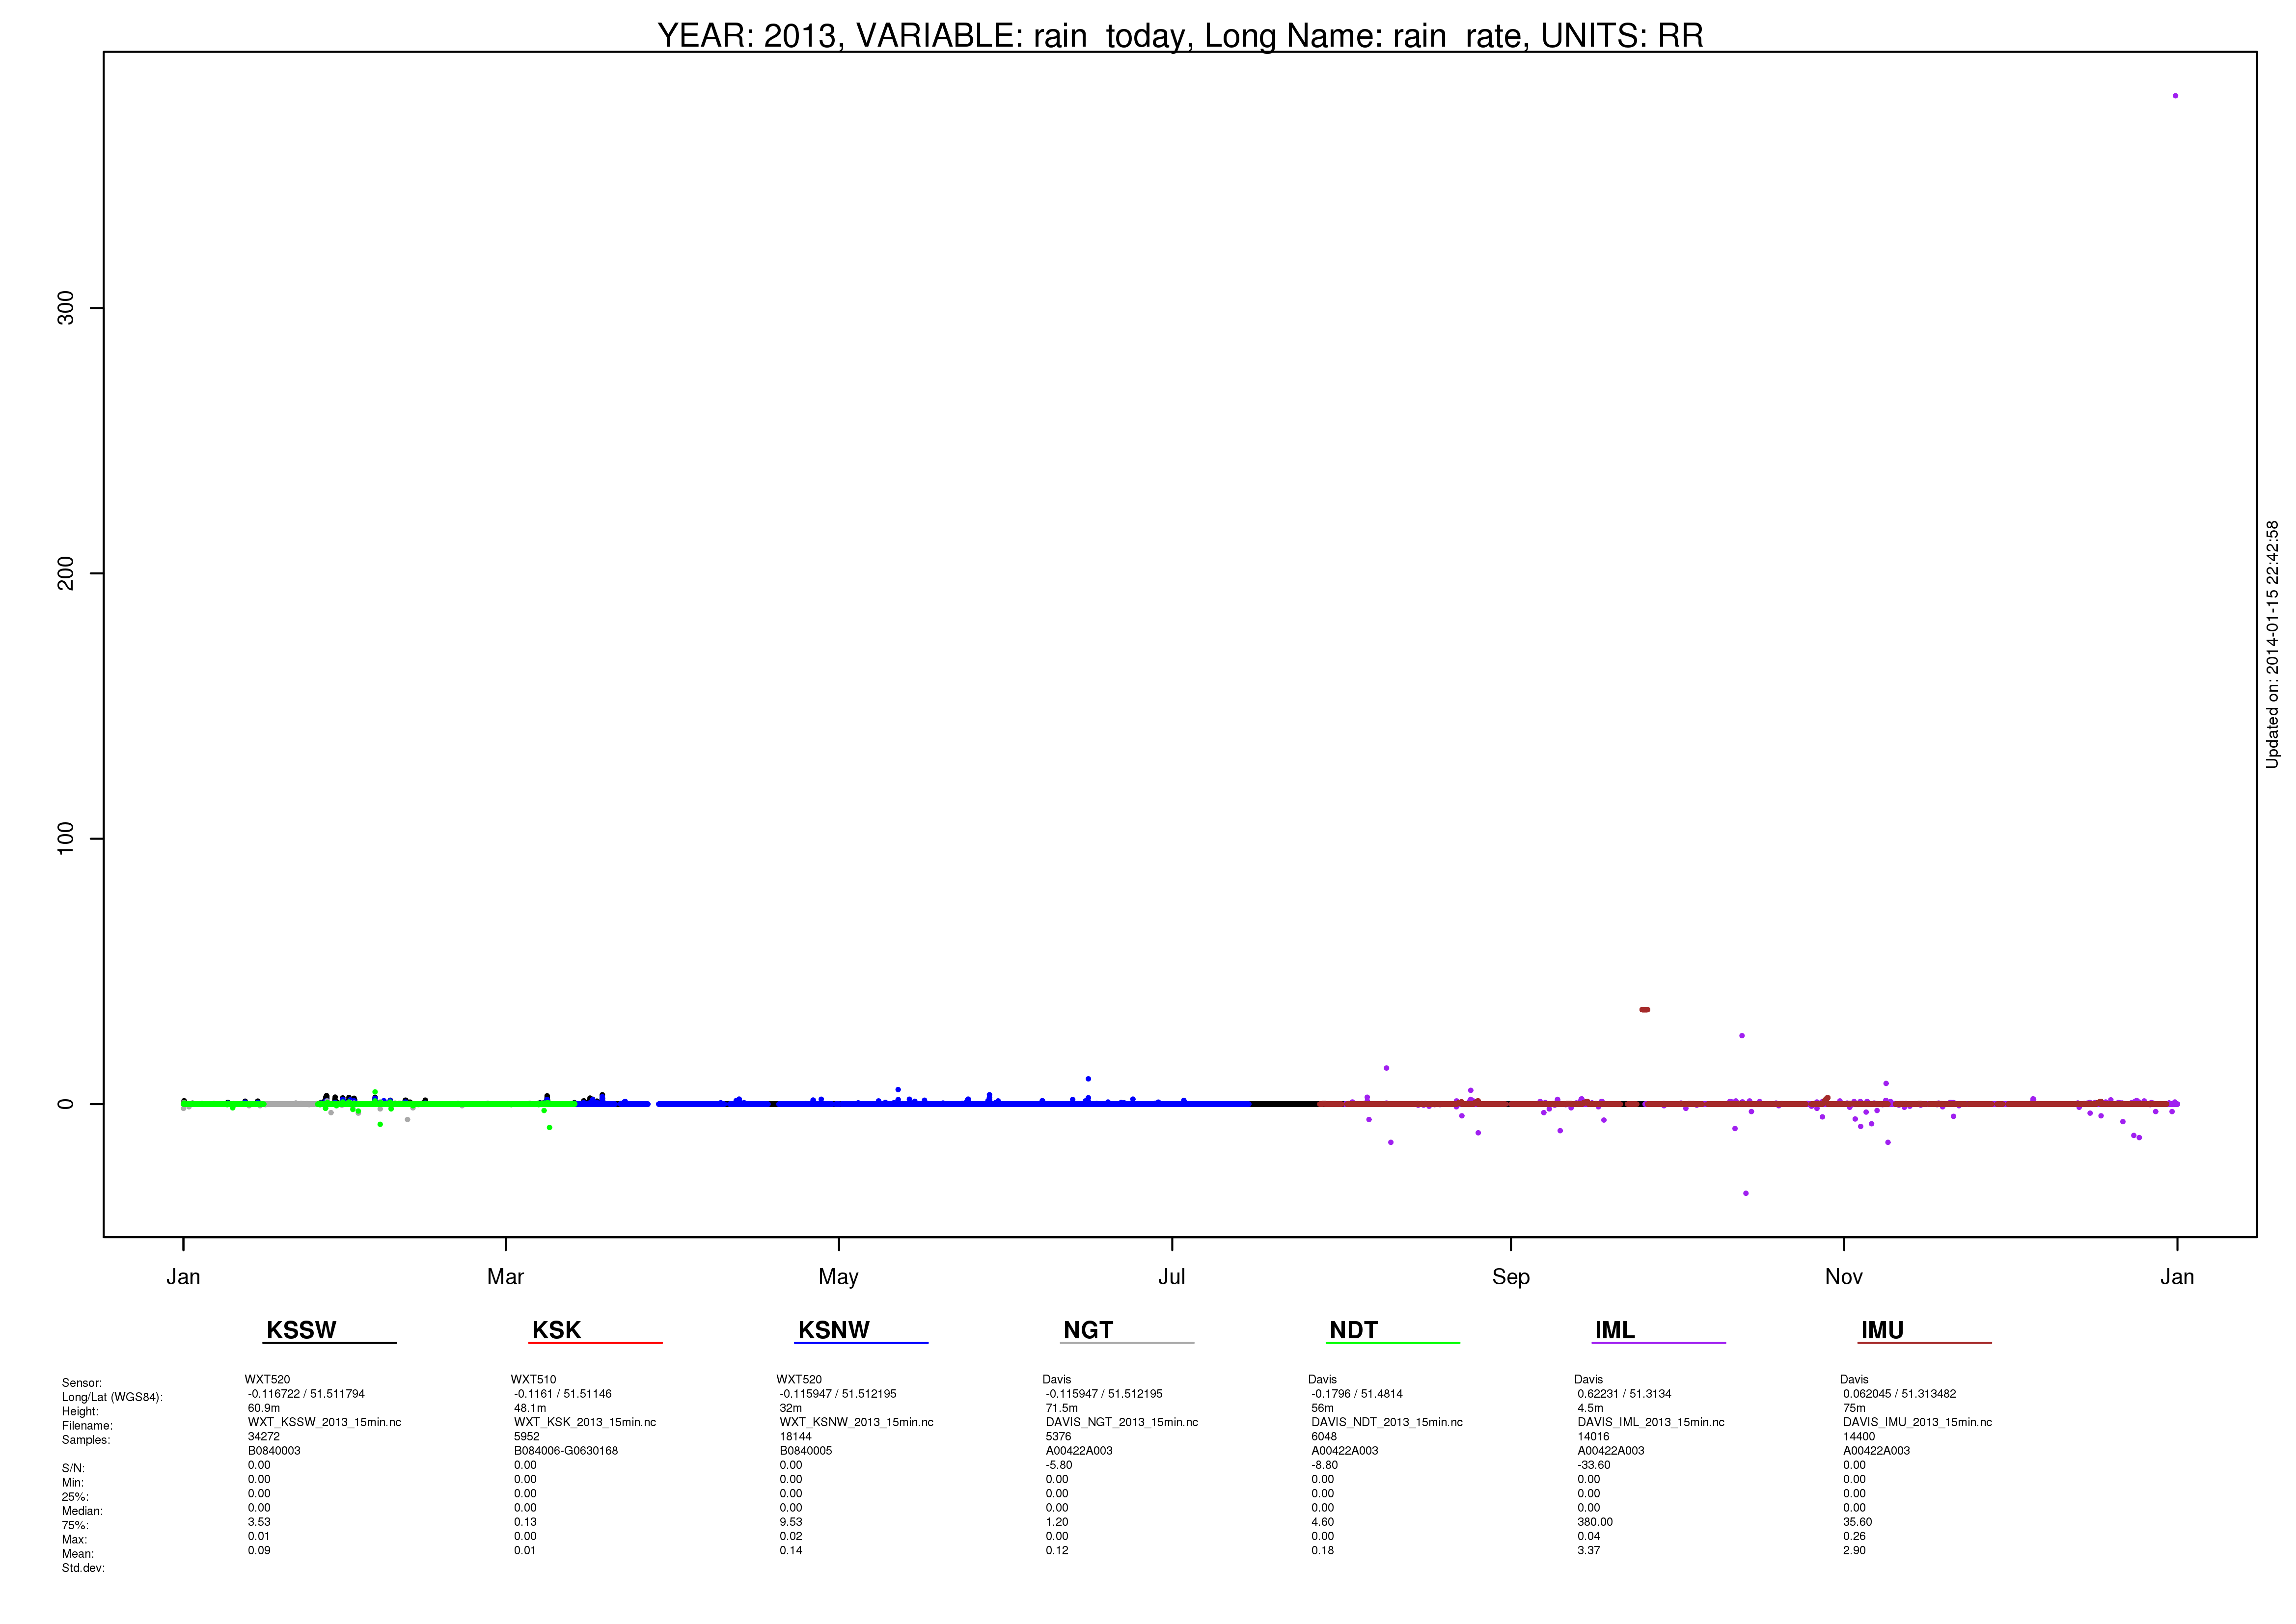 YEAR: 2013, VARIABLE: rain_today, Long Name: rain_rate, UNITS: RR
300
200
100
0
Updated on: 2014-01-15 22:42:58
Jan Mar May Jul Sep Nov Jan
KSSW KSK KSNW NGT NDT IML IMU
Sensor: WXT520 WXT510 WXT520 Davis Davis Davis Davis
Long/Lat (WGS84): -0.116722 / 51.511794 -0.1161 / 51.51146 -0.115947 / 51.512195 -0.115947 / 51.512195 -0.1796 / 51.4814 0.62231 / 51.3134 0.062045 / 51.313482
Height: 60.9m 48.1m 32m 71.5m 56m 4.5m 75m
Filename: WXT_KSSW_2013_15min.nc WXT_KSK_2013_15min.nc WXT_KSNW_2013_15min.nc DAVIS_NGT_2013_15min.nc DAVIS_NDT_2013_15min.nc DAVIS_IML_2013_15min.nc DAVIS_IMU_2013_15min.nc
Samples: 34272 5952 18144 5376 6048 14016 14400
B0840003 B084006-G0630168 B0840005 A00422A003 A00422A003 A00422A003 A00422A003
S/N: 0.00 0.00 0.00 -5.80 -8.80 -33.60 0.00
Min: 0.00 0.00 0.00 0.00 0.00 0.00 0.00
25%: 0.00 0.00 0.00 0.00 0.00 0.00 0.00
Median: 0.00 0.00 0.00 0.00 0.00 0.00 0.00
75%: 3.53 0.13 9.53 1.20 4.60 380.00 35.60
Max: 0.01 0.00 0.02 0.00 0.00 0.04 0.26
Mean: 0.09 0.01 0.14 0.12 0.18 3.37 2.90
Std.dev: